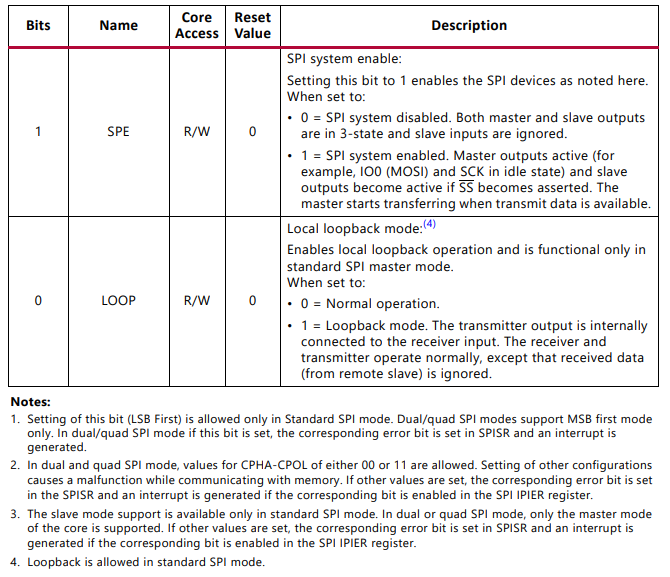 Bits Name Core Access Reset Value Description
1 SPE R/W 0
SPI system enable:
Setting this bit to 1 enables the SPI devices as noted here.
When set to:
• 0 = SPI system disabled. Both master and slave outputs
are in 3-state and slave inputs are ignored.
• 1 = SPI system enabled. Master outputs active (for
example, IO0 (MOSI) and SCK in idle state) and slave
outputs become active if SS becomes asserted. The
master starts transferring when transmit data is available.
0 LOOP R/W 0
Local loopback mode:(4)
Enables local loopback operation and is functional only in
standard SPI master mode.
When set to:
• 0 = Normal operation.
• 1 = Loopback mode. The transmitter output is internally
connected to the receiver input. The receiver and
transmitter operate normally, except that received data
(from remote slave) is ignored.
Notes:
1. Setting of this bit (LSB First) is allowed only in Standard SPI mode. Dual/quad SPI modes support MSB first mode
only. In dual/quad SPI mode if this bit is set, the corresponding error bit is set in SPISR and an interrupt is
generated.
2. In dual and quad SPI mode, values for CPHA-CPOL of either 00 or 11 are allowed. Setting of other configurations
causes a malfunction while communicating with memory. If other values are set, the corresponding error bit is set
in the SPISR and an interrupt is generated if the corresponding bit is enabled in the SPI IPIER register.
3. The slave mode support is available only in standard SPI mode. In dual or quad SPI mode, only the master mode
of the core is supported. If other values are set, the corresponding error bit is set in SPISR and an interrupt is
generated if the corresponding bit is enabled in the SPI IPIER register.
4. Loopback is allowed in standard SPI mode.